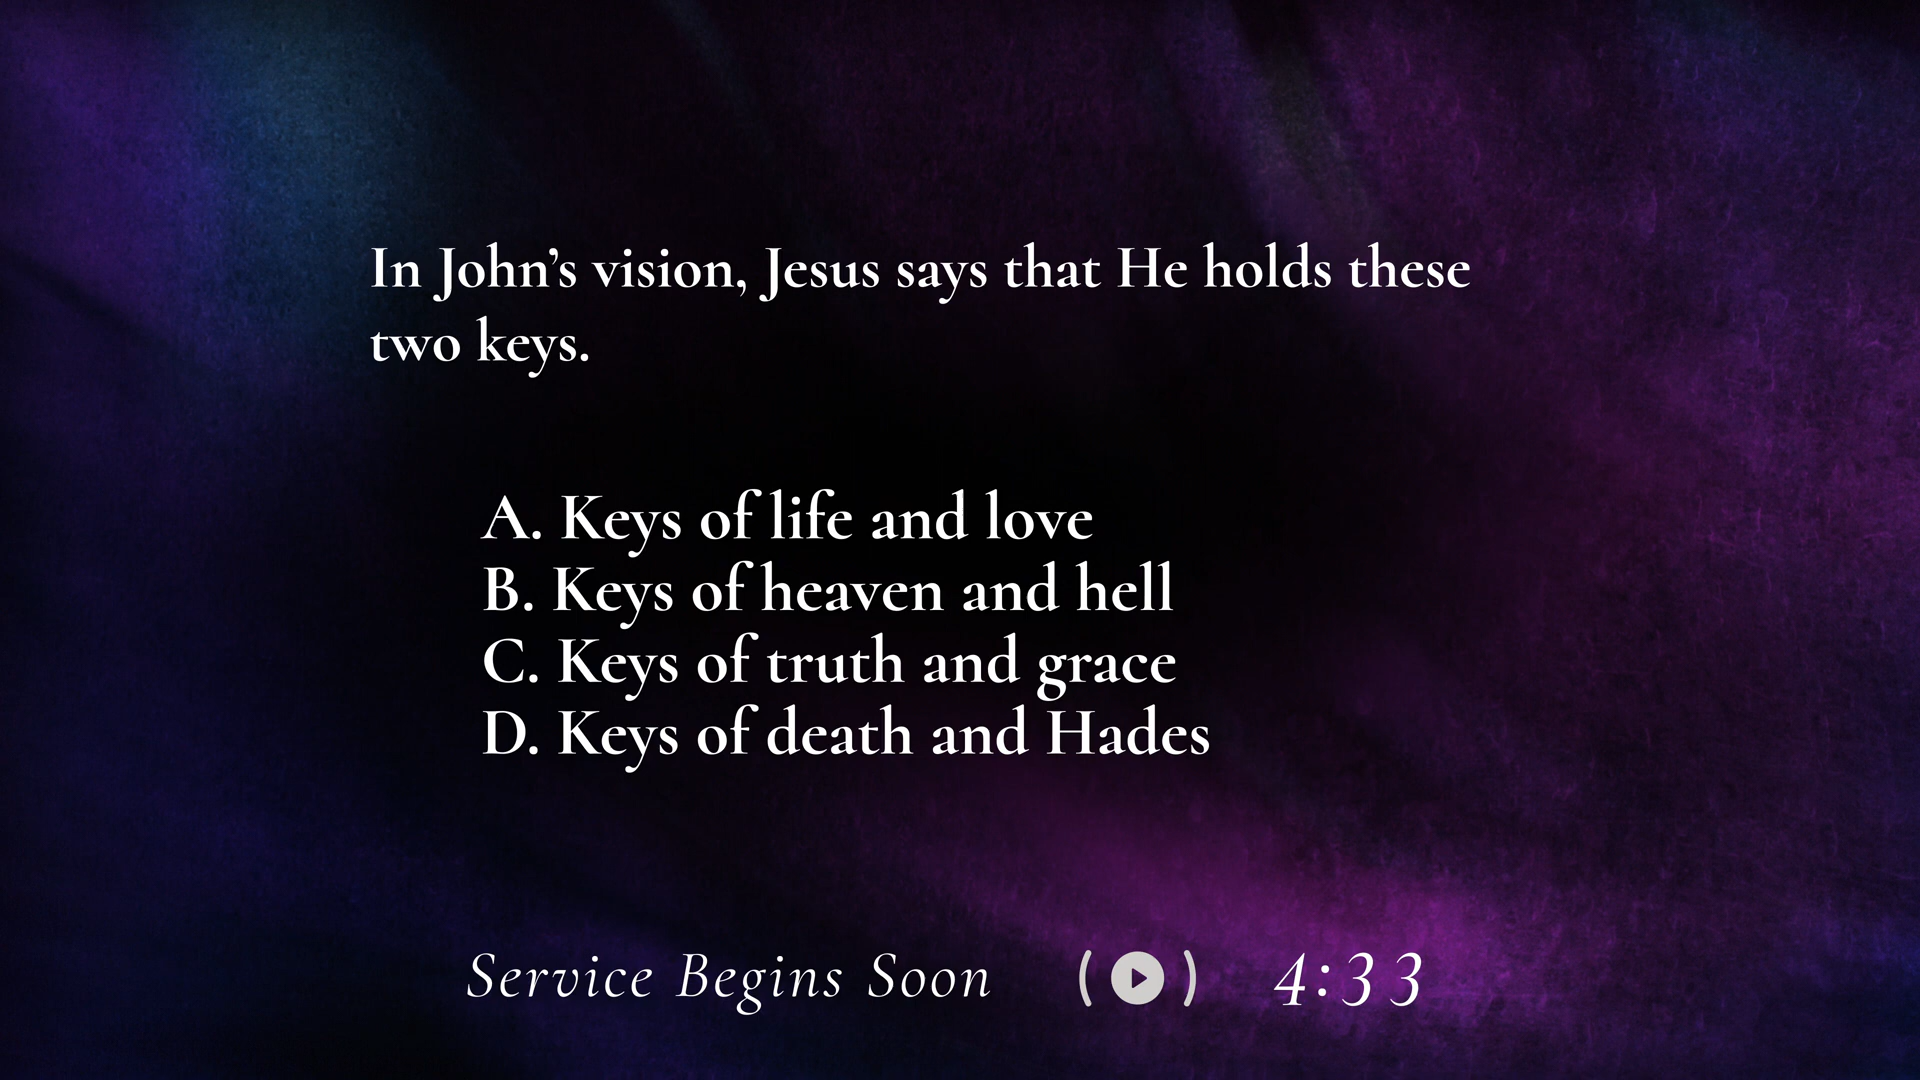 In John’s vision, Jesus says that He holds these
two keys.
A. Keys of life and love
B. Keys of heaven and hell
C. Keys of truth and grace
D. Keys of death and Hades
Service Begins Soon 4:33